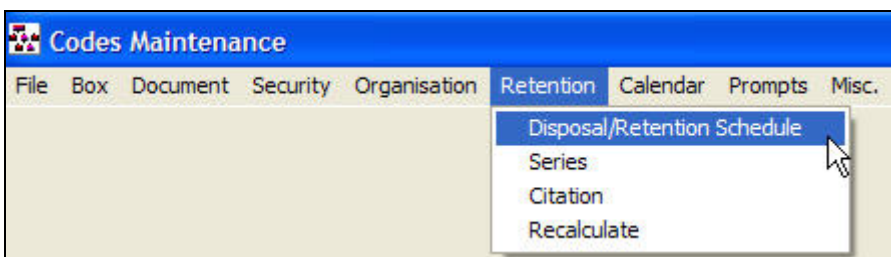 Codes Maintenance
File Box Document Security Organisation Retention Calendar Prompts Misc.
Disposal/Retention Schedule
Series
Citation
Recalculate